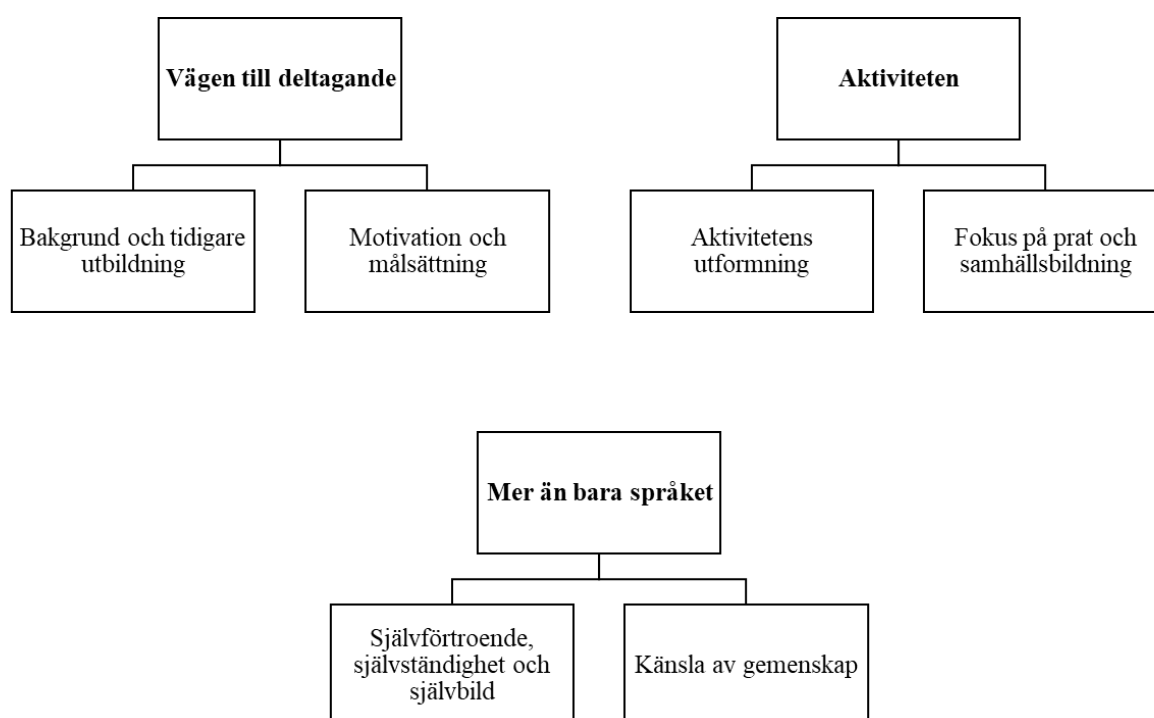 Vägen till deltagande
Aktiviteten
Bakgrund och tidigare
utbildning
Motivation och
målsättning
Aktivitetens
utformning
Fokus på prat och
samhällsbildning
Mer än bara språket
Självförtroende,
självständighet och
självbild
Känsla av gemenskap